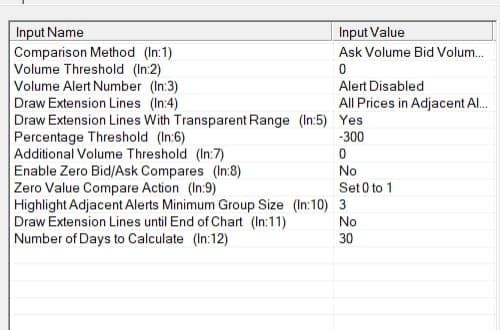 Input Name Input Value
Comparison Method (In:1) Ask Volume Bid Volum...
Volume Threshold (In:2) 0
Volume Alert Number (In:3) Alert Disabled
Draw Extension Lines (In:4) All Prices in Adjacent Al...
Draw Extension Lines With Transparent Range (In:5) Yes
Percentage Threshold (In:6) -300
Additional Volume Threshold (In:7) 0
Enable Zero Bid/Ask Compares (In:8) No
Zero Value Compare Action (In:9) Set 0 to 1
Highlight Adjacent Alerts Minimum Group Size (In:10) 3
Draw Extension Lines until End of Chart (In:11) No
Number of Days to Calculate (In:12) 30